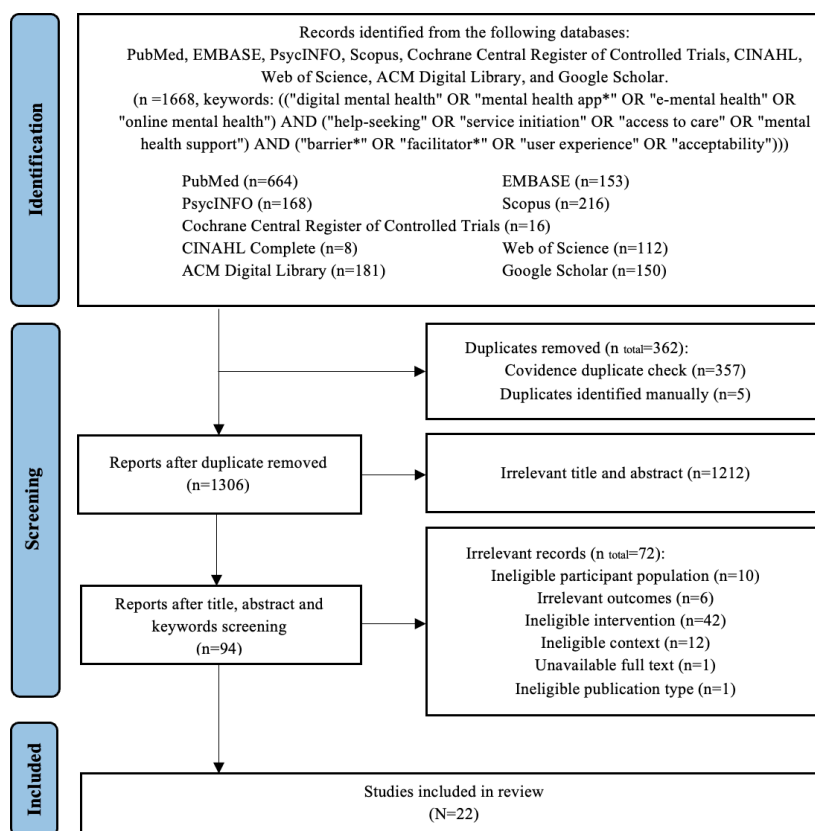 Identification
Records identified from the following databases:
PubMed, EMBASE, PsycINFO, Scopus, Cochrane Central Register of Controlled Trials, CINAHL,
Web of Science, ACM Digital Library, and Google Scholar.
(n =1668, keywords: (("digital mental health" OR "mental health app*" OR "e-mental health" OR
"online mental health") AND ("help-seeking" OR "service initiation" OR "access to care" OR "mental
health support") AND ("barrier*" OR "facilitator*" OR "user experience" OR "acceptability")))
PubMed (n=664) EMBASE (n=153)
PsycINFO (n=168) Scopus (n=216)
Cochrane Central Register of Controlled Trials (n=16)
CINAHL Complete (n=8) Web of Science (n=112)
ACM Digital Library (n=181) Google Scholar (n=150)
Screening
Duplicates removed (n total=362):
Covidence duplicate check (n=357)
Duplicates identified manually (n=5)
Reports after duplicate removed
(n=1306)
Irrelevant title and abstract (n=1212)
Reports after title, abstract and
keywords screening
(n=94)
Irrelevant records (n total=72):
Ineligible participant population (n=10)
Irrelevant outcomes (n=6)
Ineligible intervention (n=42)
Ineligible context (n=12)
Unavailable full text (n=1)
Ineligible publication type (n=1)
Included
Studies included in review
(N=22)